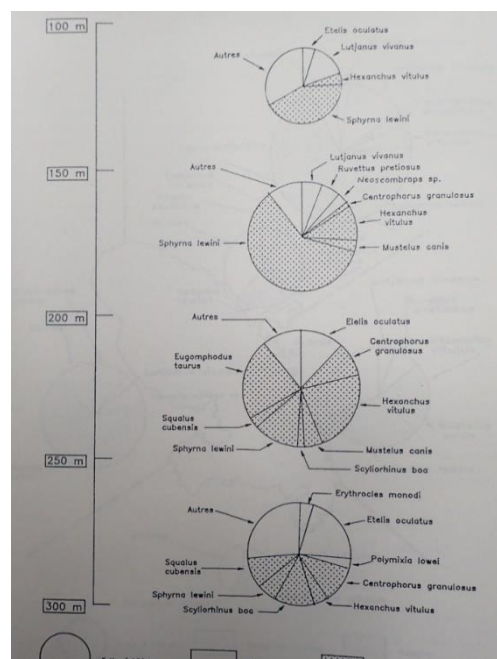 100 m
Etelis oculatus
Lutjanus vivanus
Autres
Hexanchus vitulus
Sphyrna lewini
150 m
Lutjanus vivanus
Autres
Ruvettus pretiosus
Neoscombrops sp.
Centrophorus granulosus
Hexanchus
vitulus
Sphyrna lewini
Mustelus canis
200 m
Autres
Etelis oculatus
Centrophorus
granulosus
Eugomphodus
taurus
Hexanchus
vitulus
Squalus
cubensis
Sphyrna lewini
Mustelus canis
Scyliorhinus boa
250 m
Erythrocles monodi
Autres
Etelis oculatus
Polymixia lowei
Squalus
cubensis
Centrophorus granulosus
Sphyrna lewini
Hexanchus vitulus
Scyliorhinus boa
300 m